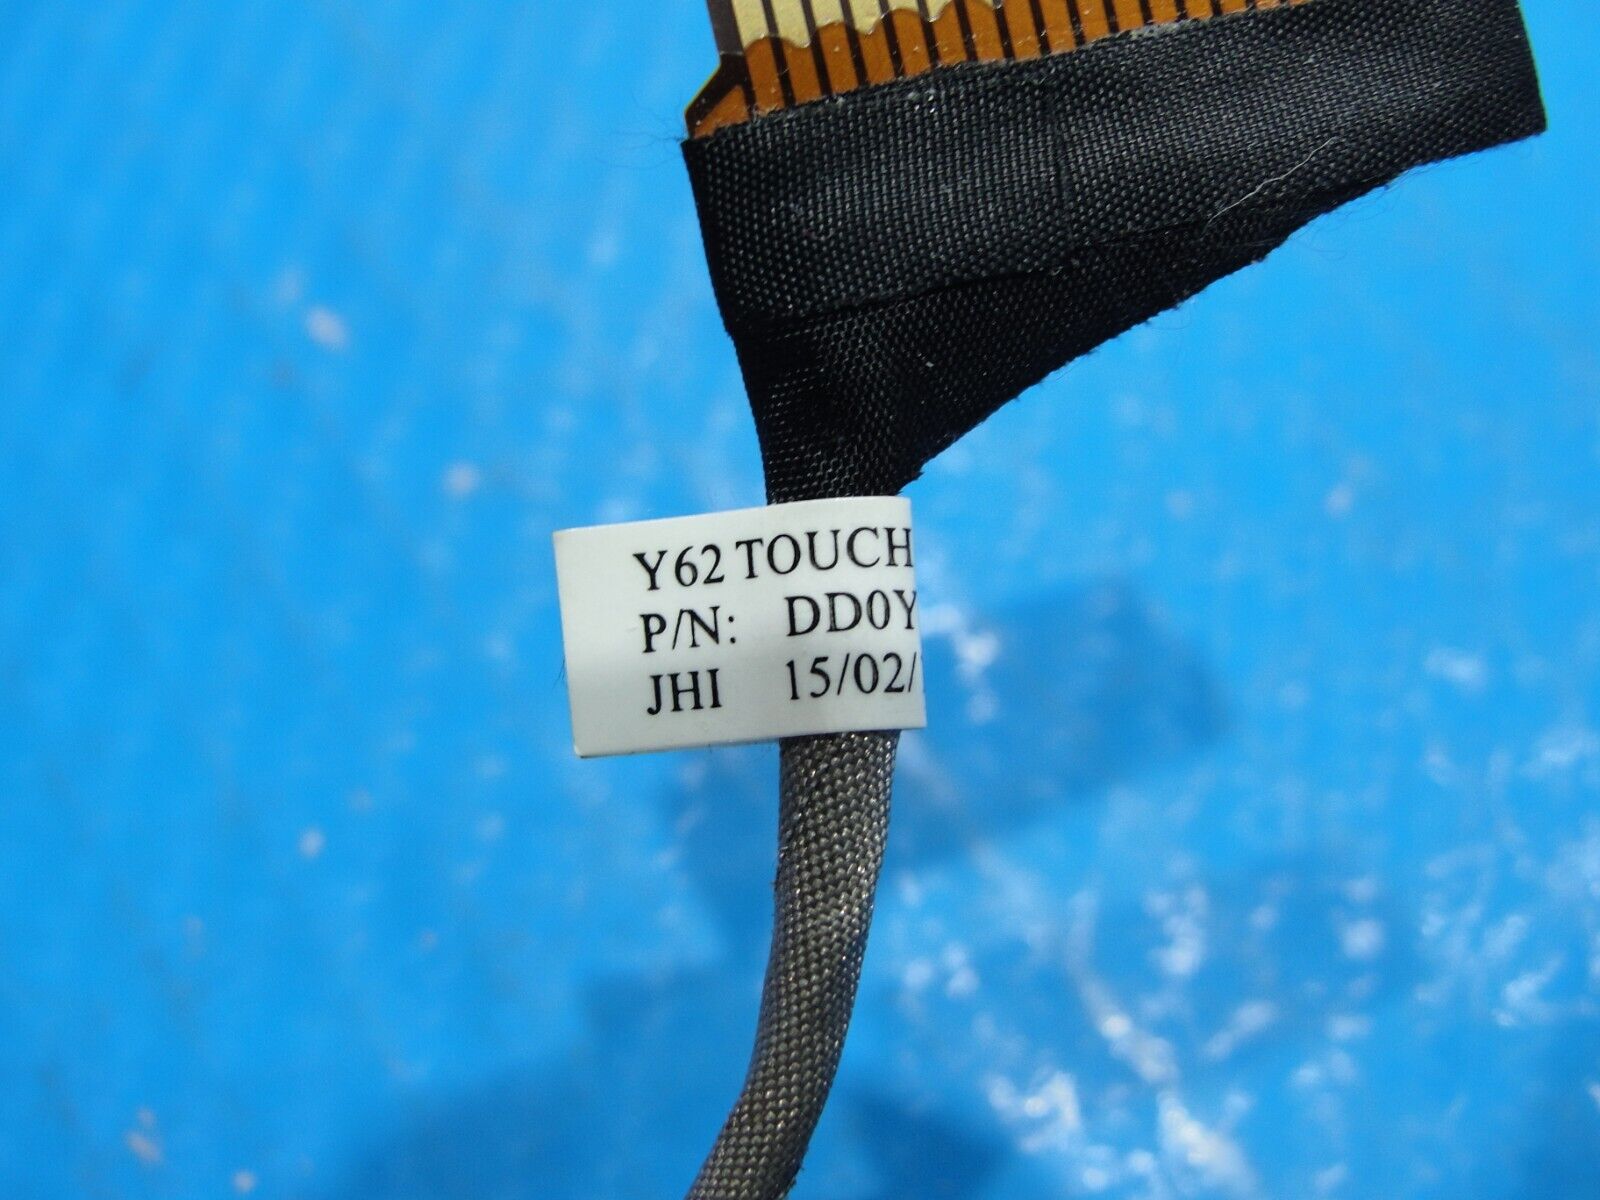 Y62 TOUCH
P/N: DD0Y
JHI 15/02/